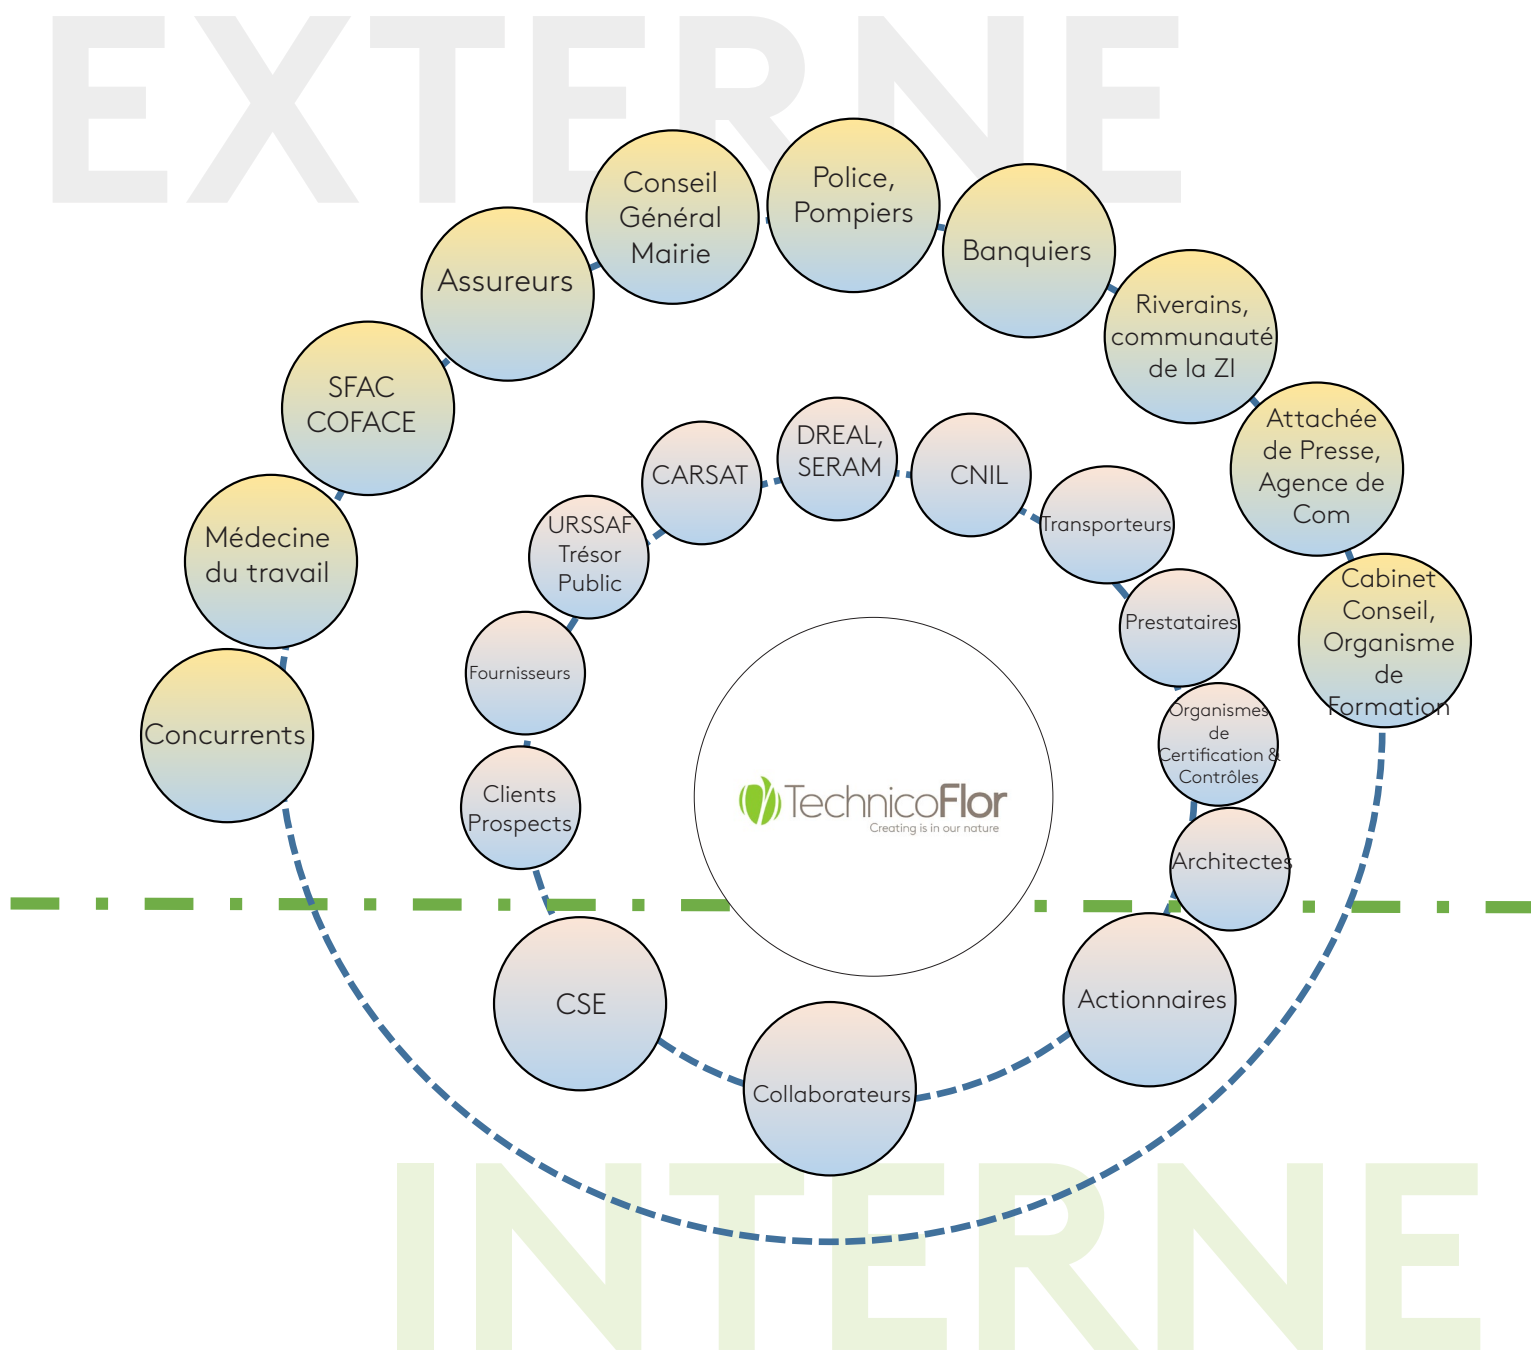 EXTERNE
Conseil
Général
Mairie
Police,
Pompiers
Banquiers
Assureurs
Riverains,
communauté
de la ZI
SFAC
COFACE
Attachée
de Presse,
Agence de
Com
Médecine
du travail
Cabinet
Conseil,
Organisme
de
Formation
Concurrents
DREAL,
SERAM
CARSAT
CNIL
URSSAF
Trésor
Public
Transporteurs
Fournisseurs
Prestataires
Organismes
de
Certification &
Contrôles
Clients
Prospects
Architectes
TechnicoFlor
Creating is in our nature
CSE
Actionnaires
Collaborateurs
INTERNE